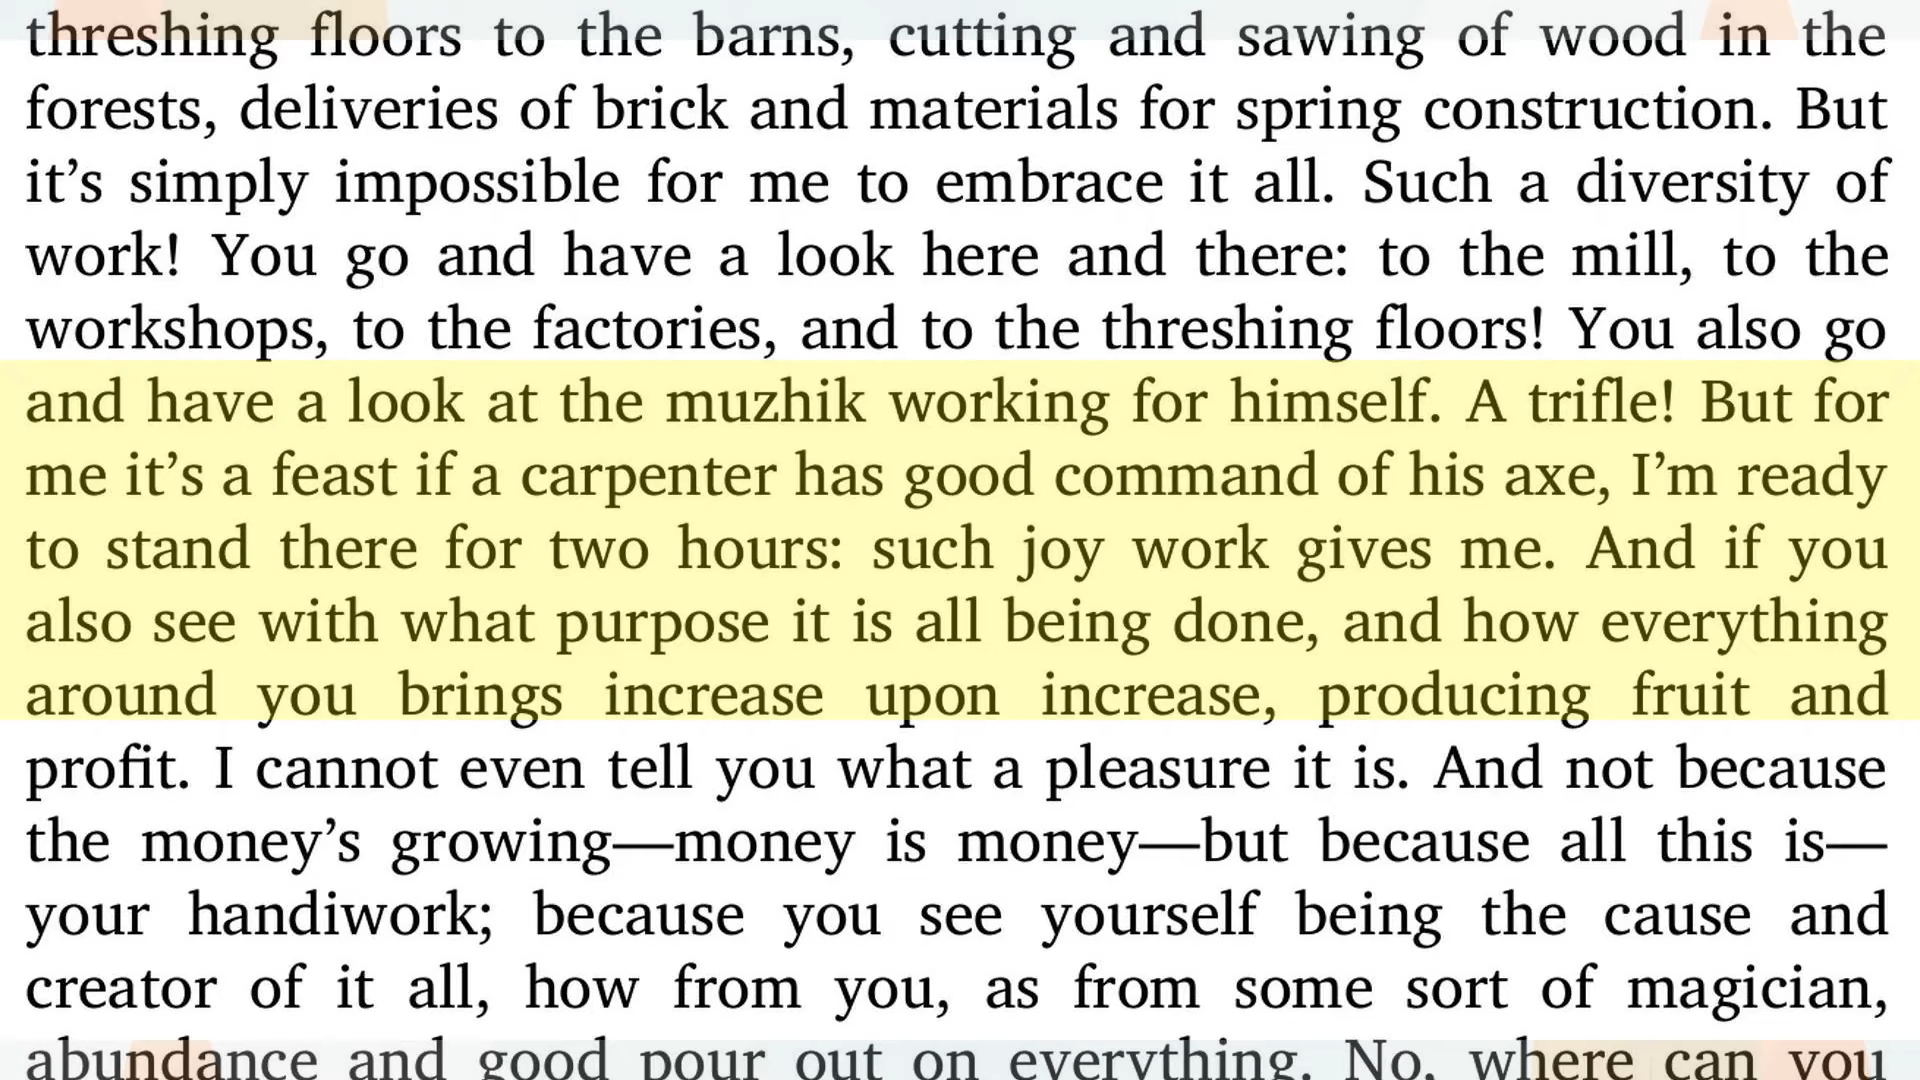 threshing floors to the barns, cutting and sawing of wood in the
forests, deliveries of brick and materials for spring construction. But
it’s simply impossible for me to embrace it all. Such a diversity of
work! You go and have a look here and there: to the mill, to the
workshops, to the factories, and to the threshing floors! You also go
and have a look at the muzhik working for himself. A trifle! But for
me it’s a feast if a carpenter has good command of his axe, I’m ready
to stand there for two hours: such joy work gives me. And if you
also see with what purpose it is all being done, and how everything
around you brings increase upon increase, producing fruit and
profit. I cannot even tell you what a pleasure it is. And not because
the money’s growing—money is money—but because all this is—
your handiwork; because you see yourself being the cause and
creator of it all, how from you, as from some sort of magician,
abundance and good pour out on everything. No, where can you